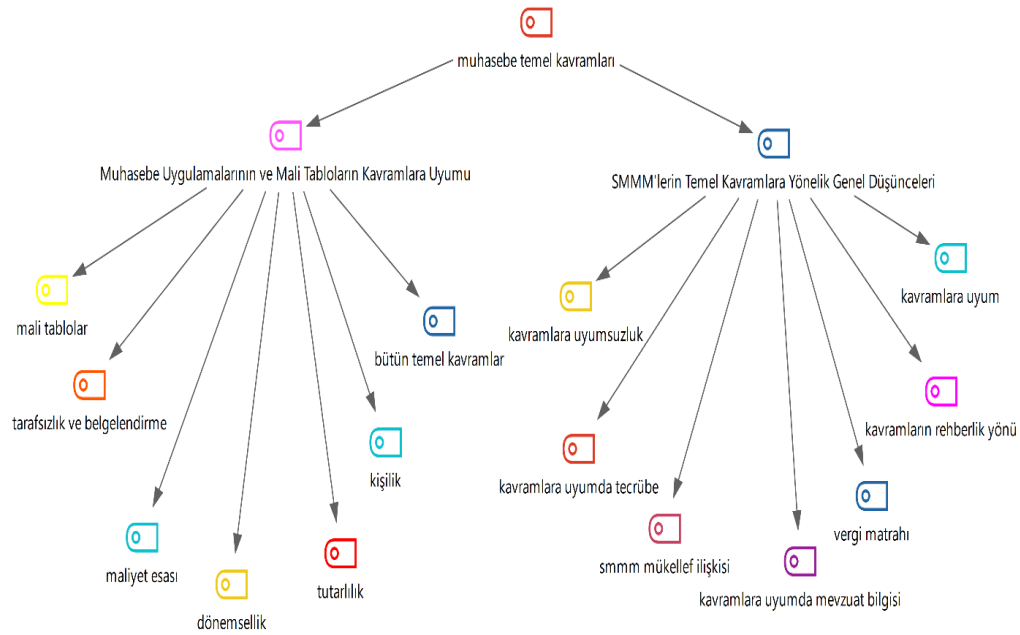 muhasebe temel kavramları
Muhasebe Uygulamalarının ve Mali Tabloların Kavramlara Uyumu
SMMM'lerin Temel Kavramlara Yönelik Genel Düşünceleri
mali tablolar
tarafsızlık ve belgelendirme
maliyet esası
dönemsellik
tutarlılık
kişilik
bütün temel kavramlar
kavramlara uyumsuzluk
kavramlara uyumda tecrübe
smmm mükellef ilişkisi
kavramlara uyumda mevzuat bilgisi
vergi matrahı
kavramların rehberlik yönü
kavramlara uyum